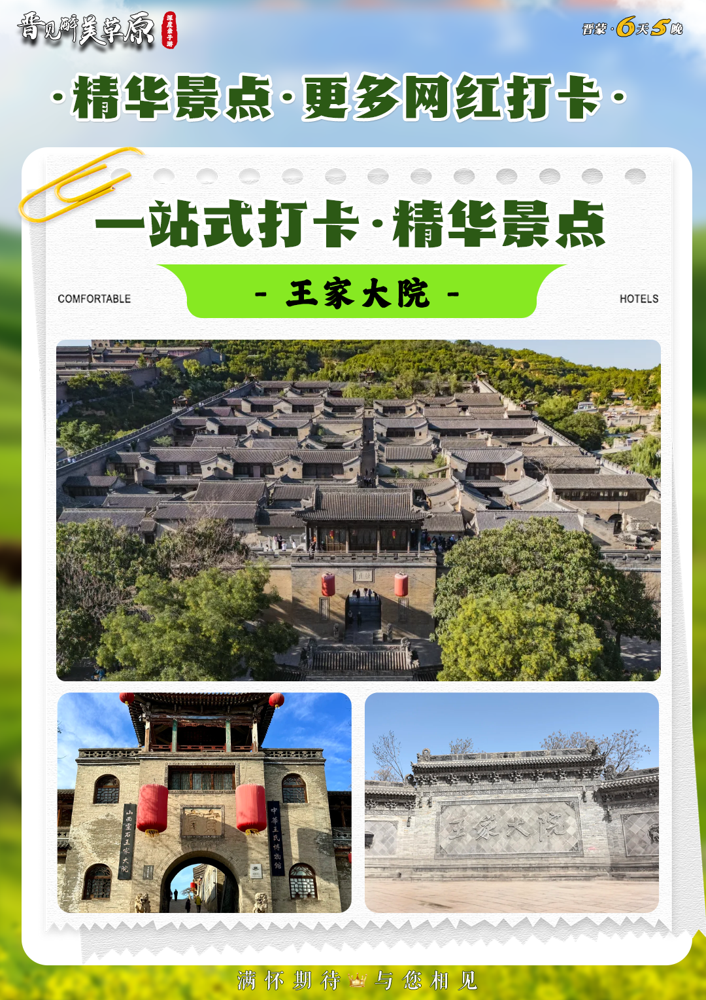 晋见醉美草原
深度亲子游
晋蒙·6天5晚
·精华景点·更多网红打卡·
一站式打卡·精华景点
- 王家大院 -
COMFORTABLE
HOTELS
山西靈石王家大院
中華王氏博物館
王家大院
满怀期待与您相见